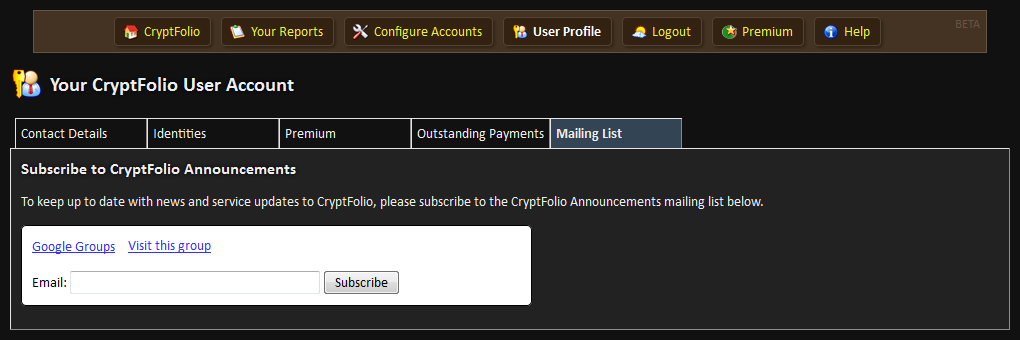 CryptFolio Your Reports Configure Accounts User Profile Logout Premium Help BETA
Your CryptFolio User Account
Contact Details Identities Premium Outstanding Payments Mailing List
Subscribe to CryptFolio Announcements
To keep up to date with news and service updates to CryptFolio, please subscribe to the CryptFolio Announcements mailing list below.
Google Groups Visit this group
Email: Subscribe